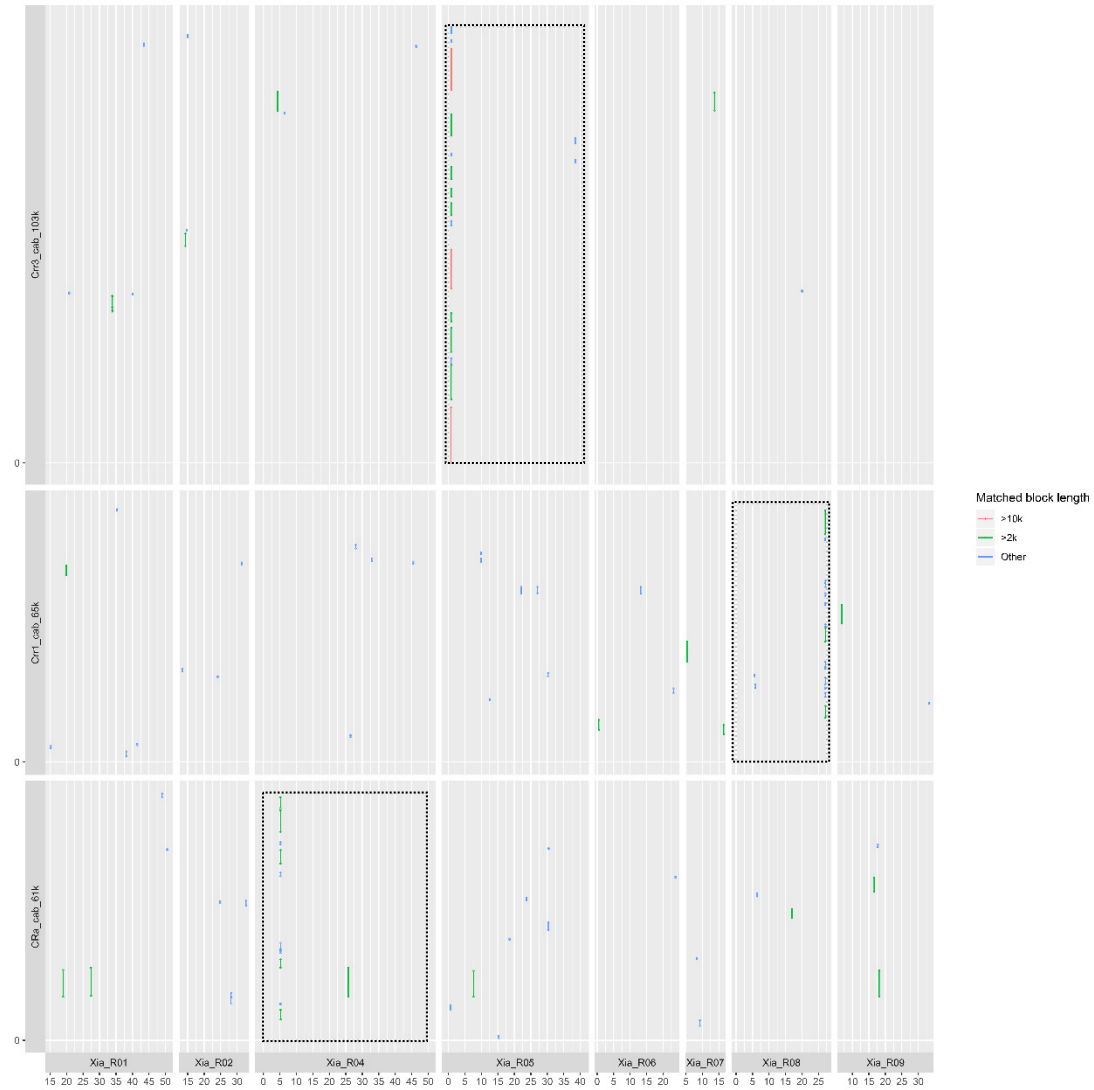 Crr3_cab_103k
0
Crr1_cab_65k
0
CRa_cab_61k
0
Matched block length
>10k
>2k
Other
Xia_R01 Xia_R02 Xia_R04 Xia_R05 Xia_R06 Xia_R07 Xia_R08 Xia_R09
15 20 25 30 35 40 45 50 15 20 25 30 0 5 10 15 20 25 30 35 40 45 50 0 5 10 15 20 25 30 35 40 0 5 10 15 20 5 10 15 0 5 10 15 20 25 10 15 20 25 30